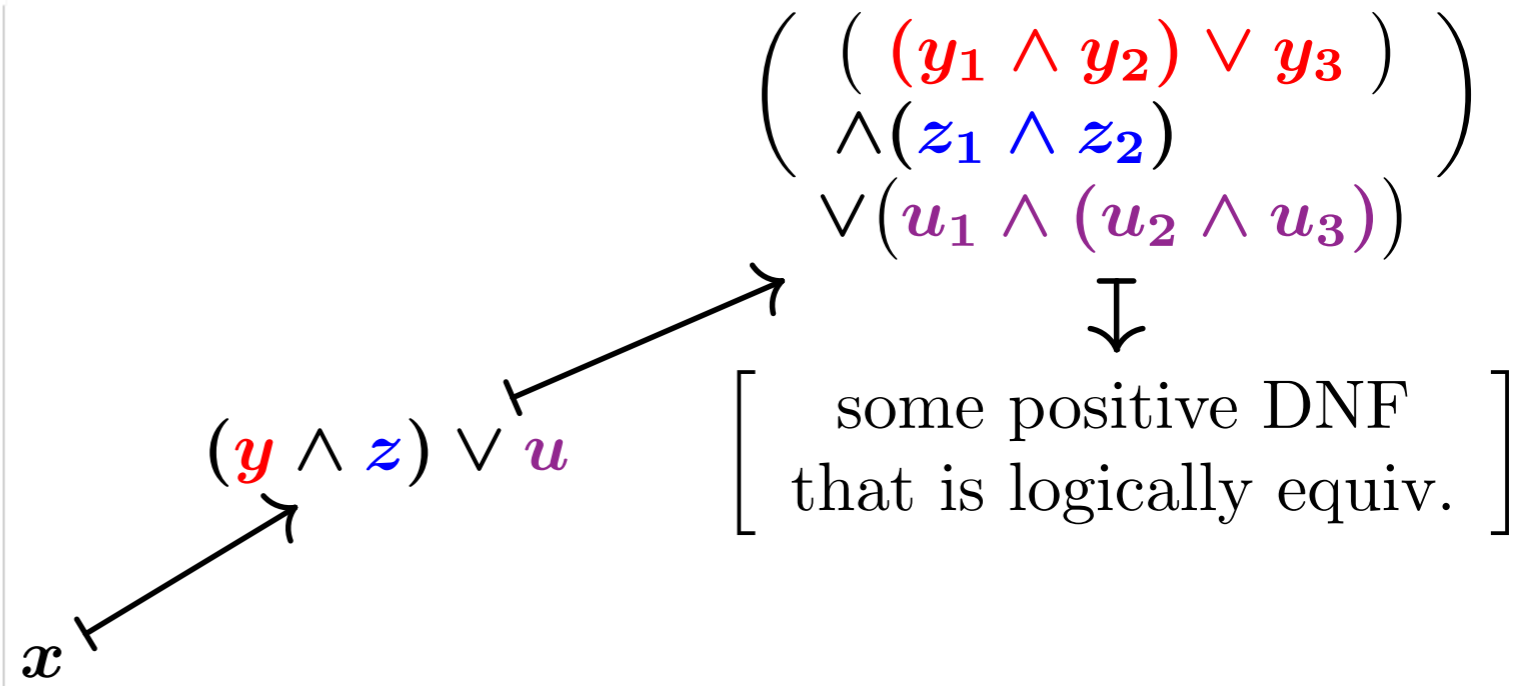 ( ( (y₁ ∧ y₂) ∨ y₃ )
∧(z₁ ∧ z₂) )
∨(u₁ ∧ (u₂ ∧ u₃))
(y ∧ z) ∨ u
[ some positive DNF
that is logically equiv. ]
x